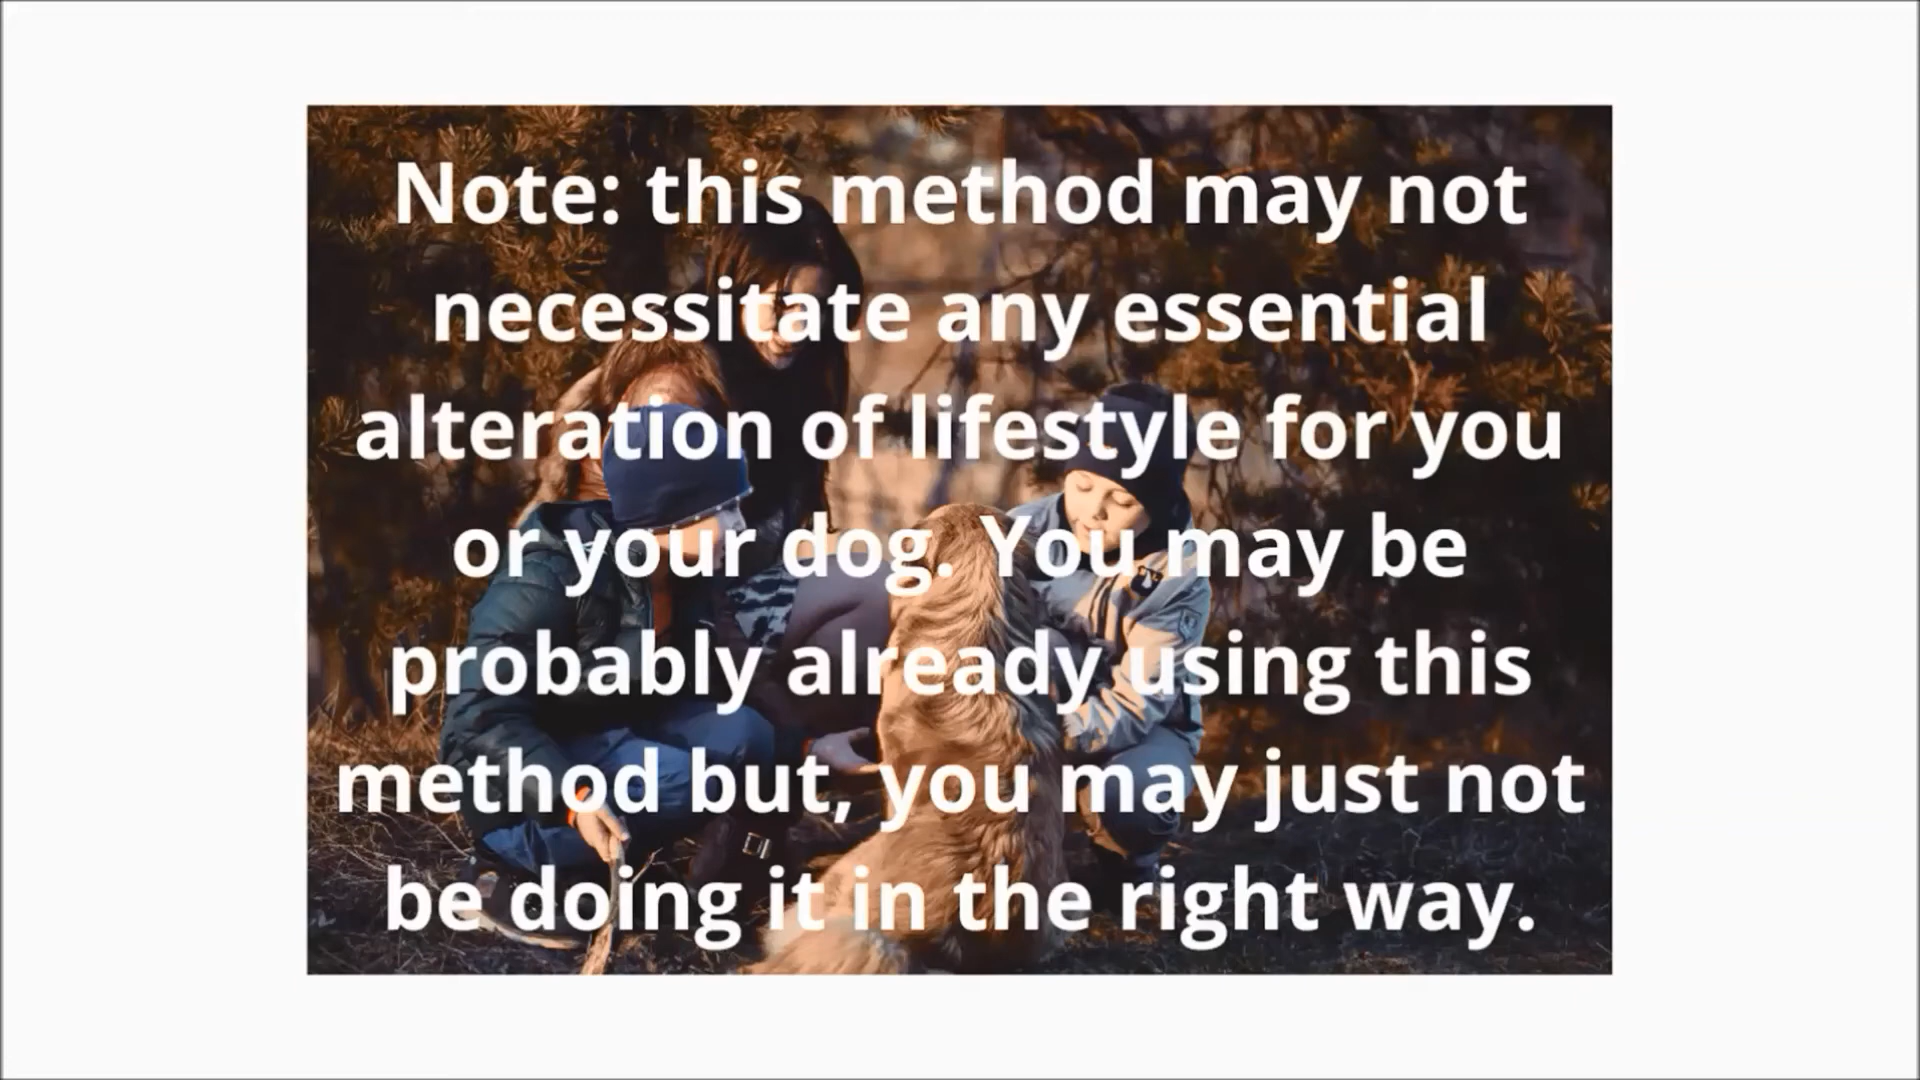 Note: this method may not
necessitate any essential
alteration of lifestyle for you
or your dog. You may be
probably already using this
method but, you may just not
be doing it in the right way.